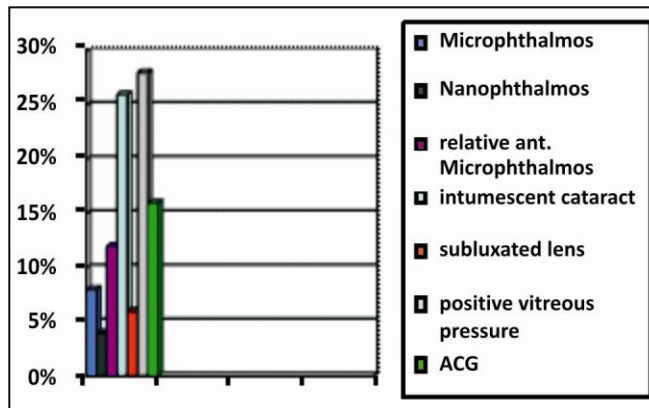 30%
25%
20%
15%
10%
5%
0%
Microphthalmos
Nanophthalmos
relative ant.
Microphthalmos
intumescent cataract
subluxated lens
positive vitreous
pressure
ACG